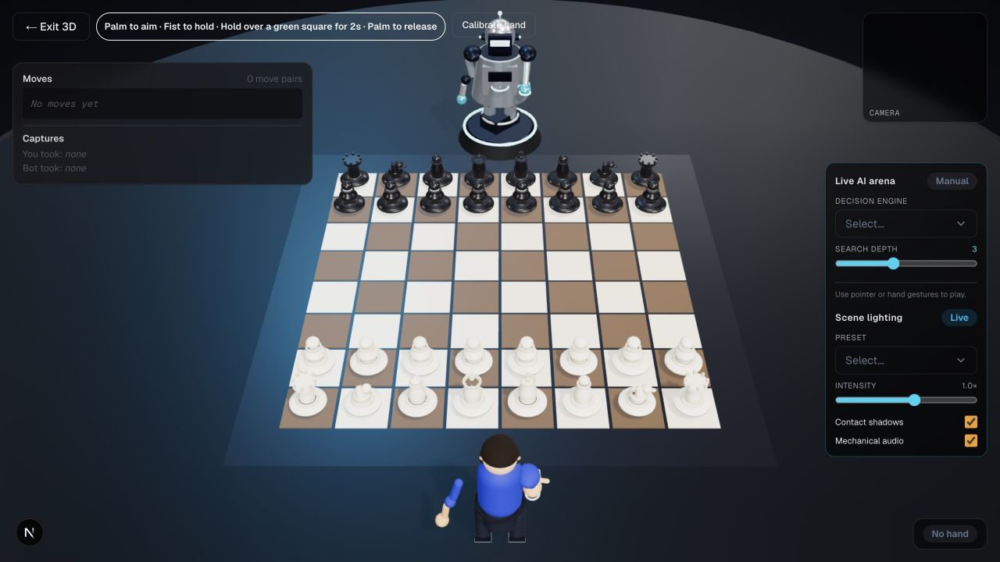 ← Exit 3D
Palm to aim · Fist to hold · Hold over a green square for 2s · Palm to release
Calibrate hand
Moves
0 move pairs
No moves yet
Captures
You took: none
Bot took: none
CAMERA
Live AI arena
Manual
DECISION ENGINE
Select...
SEARCH DEPTH
3
Use pointer or hand gestures to play.
Scene lighting
Live
PRESET
Select...
INTENSITY
1.0×
Contact shadows
Mechanical audio
N
No hand